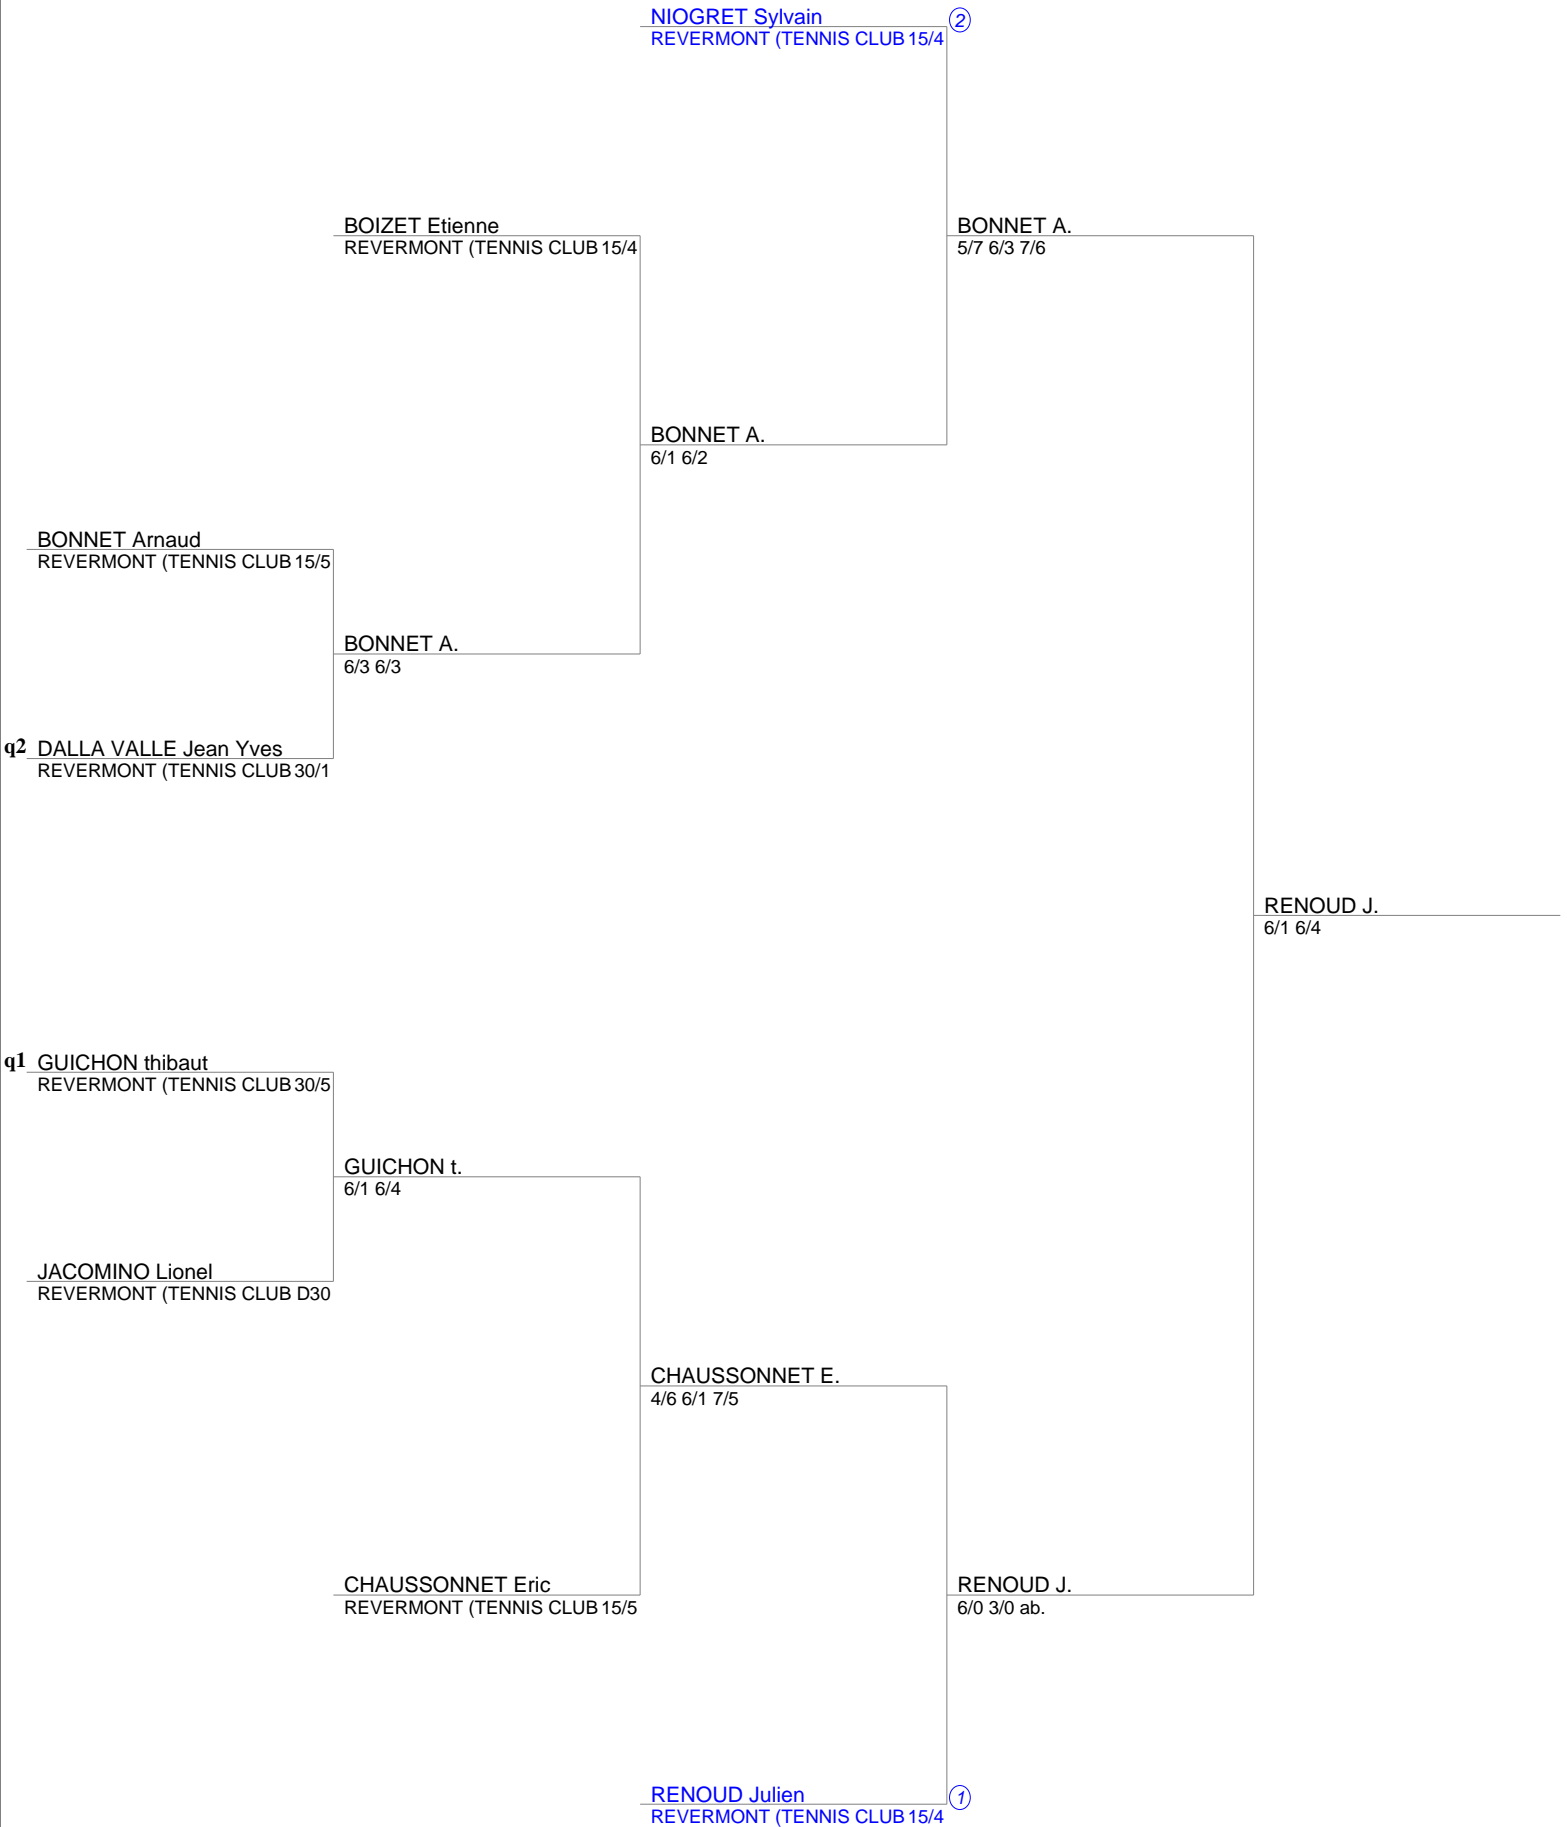 NIOGRET Sylvain 2
REVERMONT (TENNIS CLUB 15/4
BOIZET Etienne
REVERMONT (TENNIS CLUB 15/4
BONNET A.
5/7 6/3 7/6
BONNET A.
6/1 6/2
BONNET Arnaud
REVERMONT (TENNIS CLUB 15/5
BONNET A.
6/3 6/3
q2 DALLA VALLE Jean Yves
REVERMONT (TENNIS CLUB 30/1
RENOUD J.
6/1 6/4
q1 GUICHON thibaut
REVERMONT (TENNIS CLUB 30/5
GUICHON t.
6/1 6/4
JACOMINO Lionel
REVERMONT (TENNIS CLUB D30
CHAUSSONNET E.
4/6 6/1 7/5
CHAUSSONNET Eric
REVERMONT (TENNIS CLUB 15/5
RENOUD J.
6/0 3/0 ab.
RENOUD Julien 1
REVERMONT (TENNIS CLUB 15/4